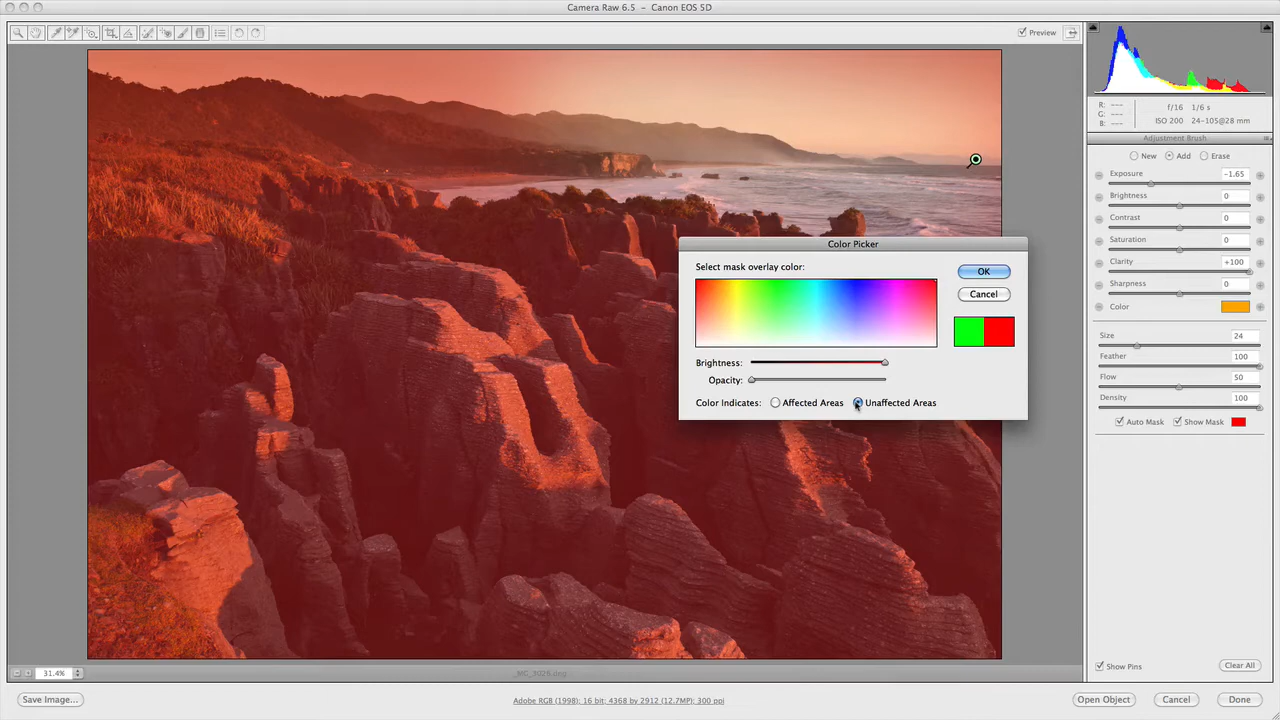 Camera Raw 6.5 – Canon EOS 5D
Preview
R: ---
G: ---
B: ---
f/16 1/6 s
ISO 200 24-105@28 mm
Adjustment Brush
New Add Erase
Exposure -1.65
Brightness 0
Contrast 0
Saturation 0
Clarity +100
Sharpness 0
Color
Size 24
Feather 100
Flow 50
Density 100
Auto Mask Show Mask
Color Picker
Select mask overlay color:
OK
Cancel
Brightness:
Opacity:
Color Indicates: Affected Areas Unaffected Areas
Show Pins Clear All
31.4% _MG_3026.dng
Save Image... Adobe RGB (1998); 16 bit; 4368 by 2912 (12.7MP); 300 ppi Open Object Cancel Done